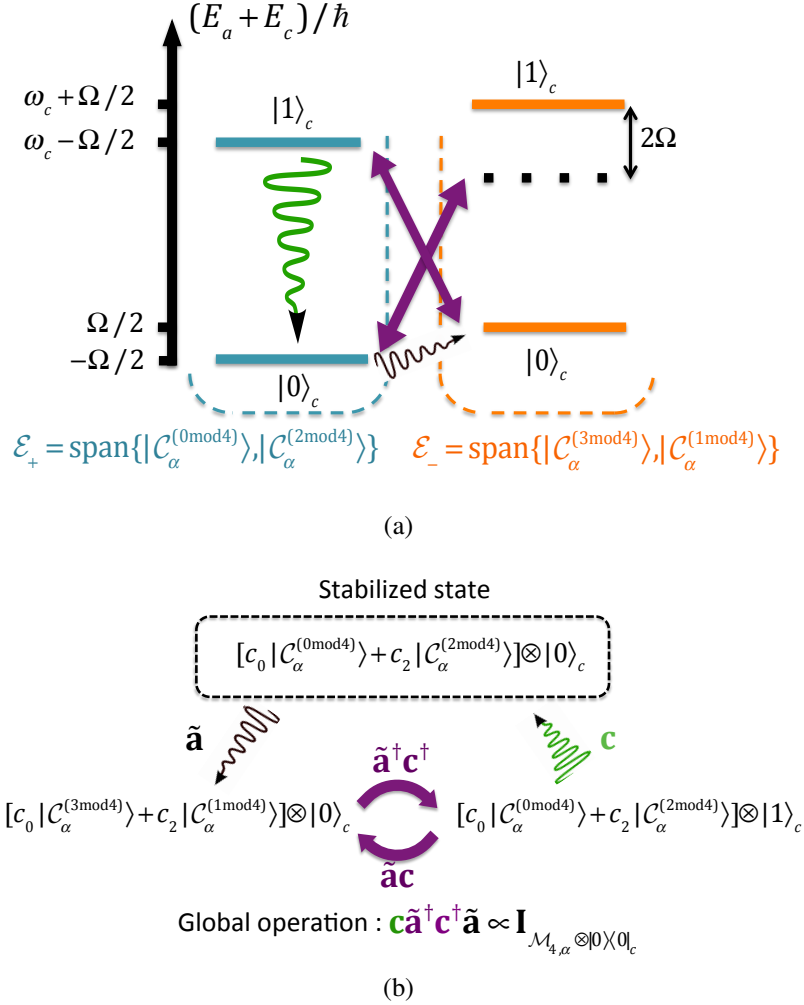 (E_a + E_c)/ħ
|1⟩_c
ω_c + Ω/2
|1⟩_c
ω_c − Ω/2
2Ω
Ω/2
−Ω/2
|0⟩_c
|0⟩_c
ℰ_+ = span{|𝒞_α^(0mod4)⟩,|𝒞_α^(2mod4)⟩}
ℰ_− = span{|𝒞_α^(3mod4)⟩,|𝒞_α^(1mod4)⟩}
(a)
Stabilized state
[c_0 |𝒞_α^(0mod4)⟩ + c_2 |𝒞_α^(2mod4)⟩]⊗|0⟩_c
ã
c
ㅤㆍã†c†
[c_0 |𝒞_α^(3mod4)⟩ + c_2 |𝒞_α^(1mod4)⟩]⊗|0⟩_c
[c_0 |𝒞_α^(0mod4)⟩ + c_2 |𝒞_α^(2mod4)⟩]⊗|1⟩_c
ãc
Global operation : cã†c†ã ∝ I_ℳ_4,α ⊗|0⟩⟨0|_c
(b)